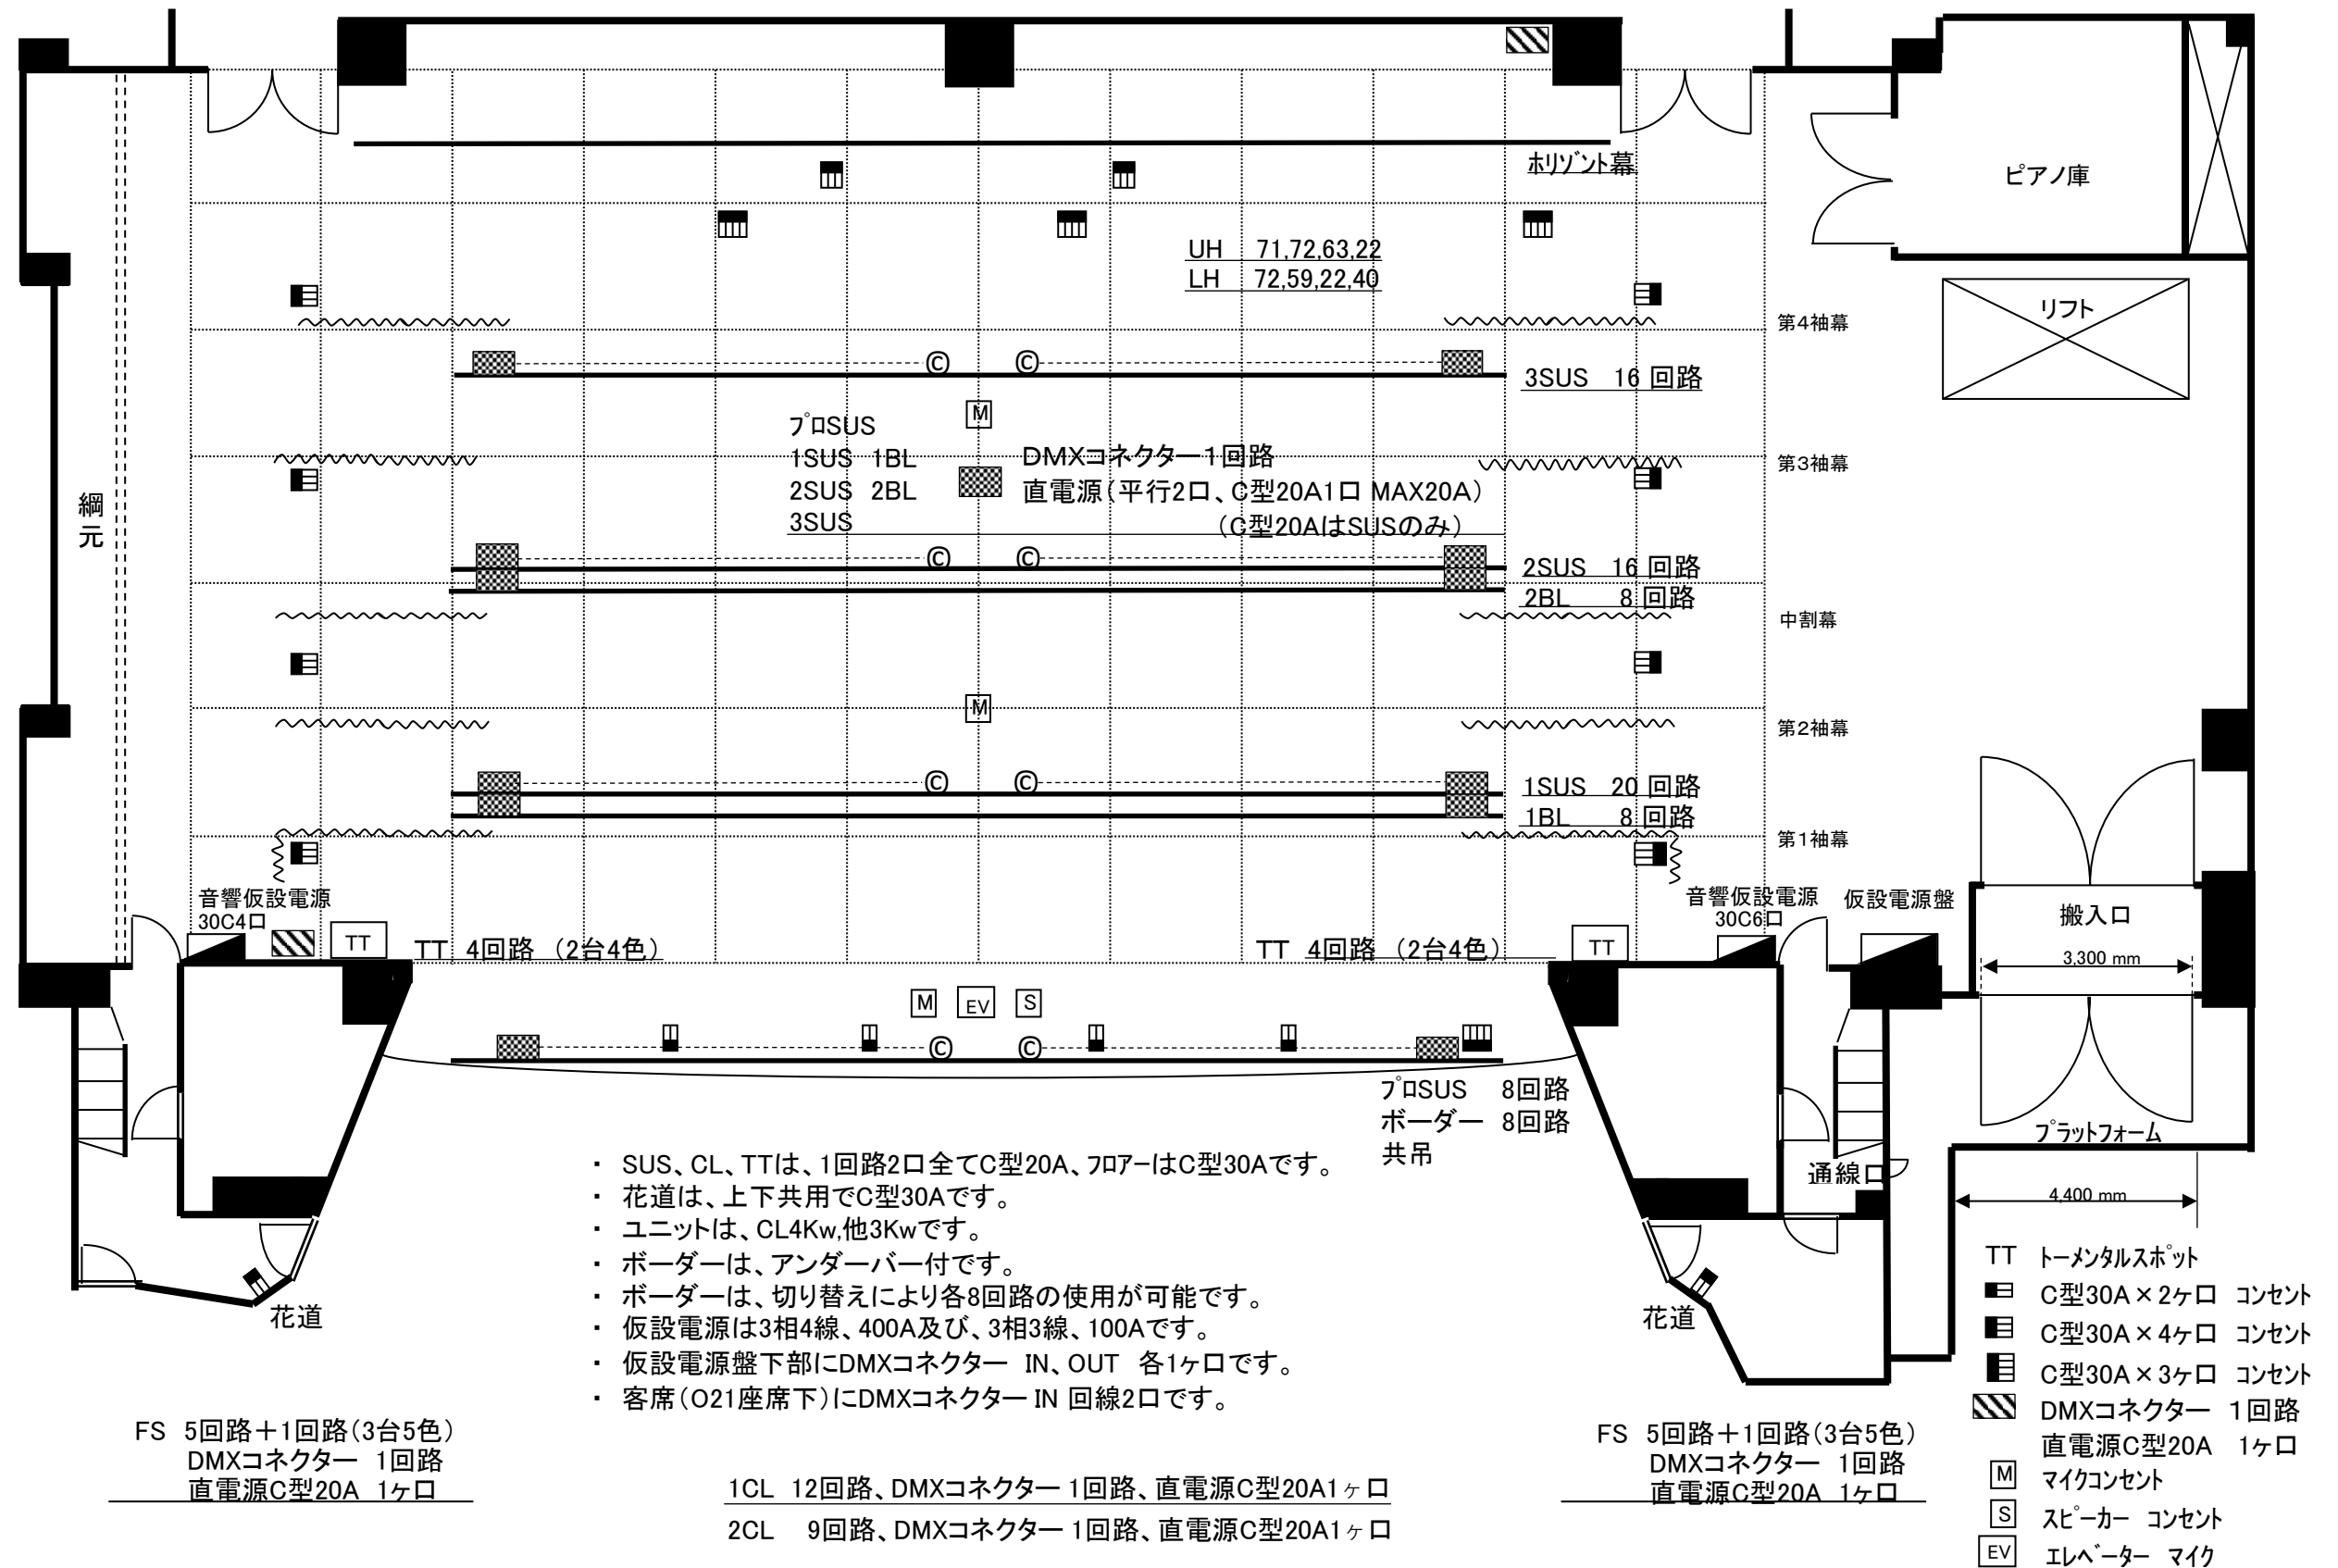 ホリゾント幕
ピアノ庫
UH 71,72,63,22
LH 72,59,22,40
リフト
第4袖幕
3SUS 16 回路
M
プロSUS
1SUS 1BL
2SUS 2BL
3SUS
DMXコネクター1回路
直電源(平行2口、C型20A1口 MAX20A)
(C型20AはSUSのみ)
第3袖幕
綱元
C C
C C
2SUS 16 回路
2BL 8 回路
中割幕
M
第2袖幕
C C
1SUS 20 回路
1BL 8 回路
第1袖幕
音響仮設電源
30C4口
TT
TT 4回路 (2台4色)
TT 4回路 (2台4色)
TT
音響仮設電源
30C6口
仮設電源盤
搬入口
3,300 mm
M EV S
C C
プロSUS 8回路
ボーダー 8回路
共吊
プラットフォーム
通線口
4,400 mm
・ SUS、CL、TTは、1回路2口全てC型20A、フロアーはC型30Aです。
・ 花道は、上下共用でC型30Aです。
・ ユニットは、CL4Kw,他3Kwです。
・ ボーダーは、アンダーバー付です。
・ ボーダーは、切り替えにより各8回路の使用が可能です。
・ 仮設電源は3相4線、400A及び、3相3線、100Aです。
・ 仮設電源盤下部にDMXコネクター IN、OUT 各1ヶ口です。
・ 客席(O21座席下)にDMXコネクター IN 回線2口です。
花道
花道
FS 5回路+1回路(3台5色)
DMXコネクター 1回路
直電源C型20A 1ヶ口
1CL 12回路、DMXコネクター 1回路、直電源C型20A1ヶ口
2CL 9回路、DMXコネクター 1回路、直電源C型20A1ヶ口
FS 5回路+1回路(3台5色)
DMXコネクター 1回路
直電源C型20A 1ヶ口
TT トーメンタルスポット
C型30A×2ヶ口 コンセント
C型30A×4ヶ口 コンセント
C型30A×3ヶ口 コンセント
DMXコネクター 1回路
直電源C型20A 1ヶ口
M マイクコンセント
S スピーカー コンセント
EV エレベーター マイク